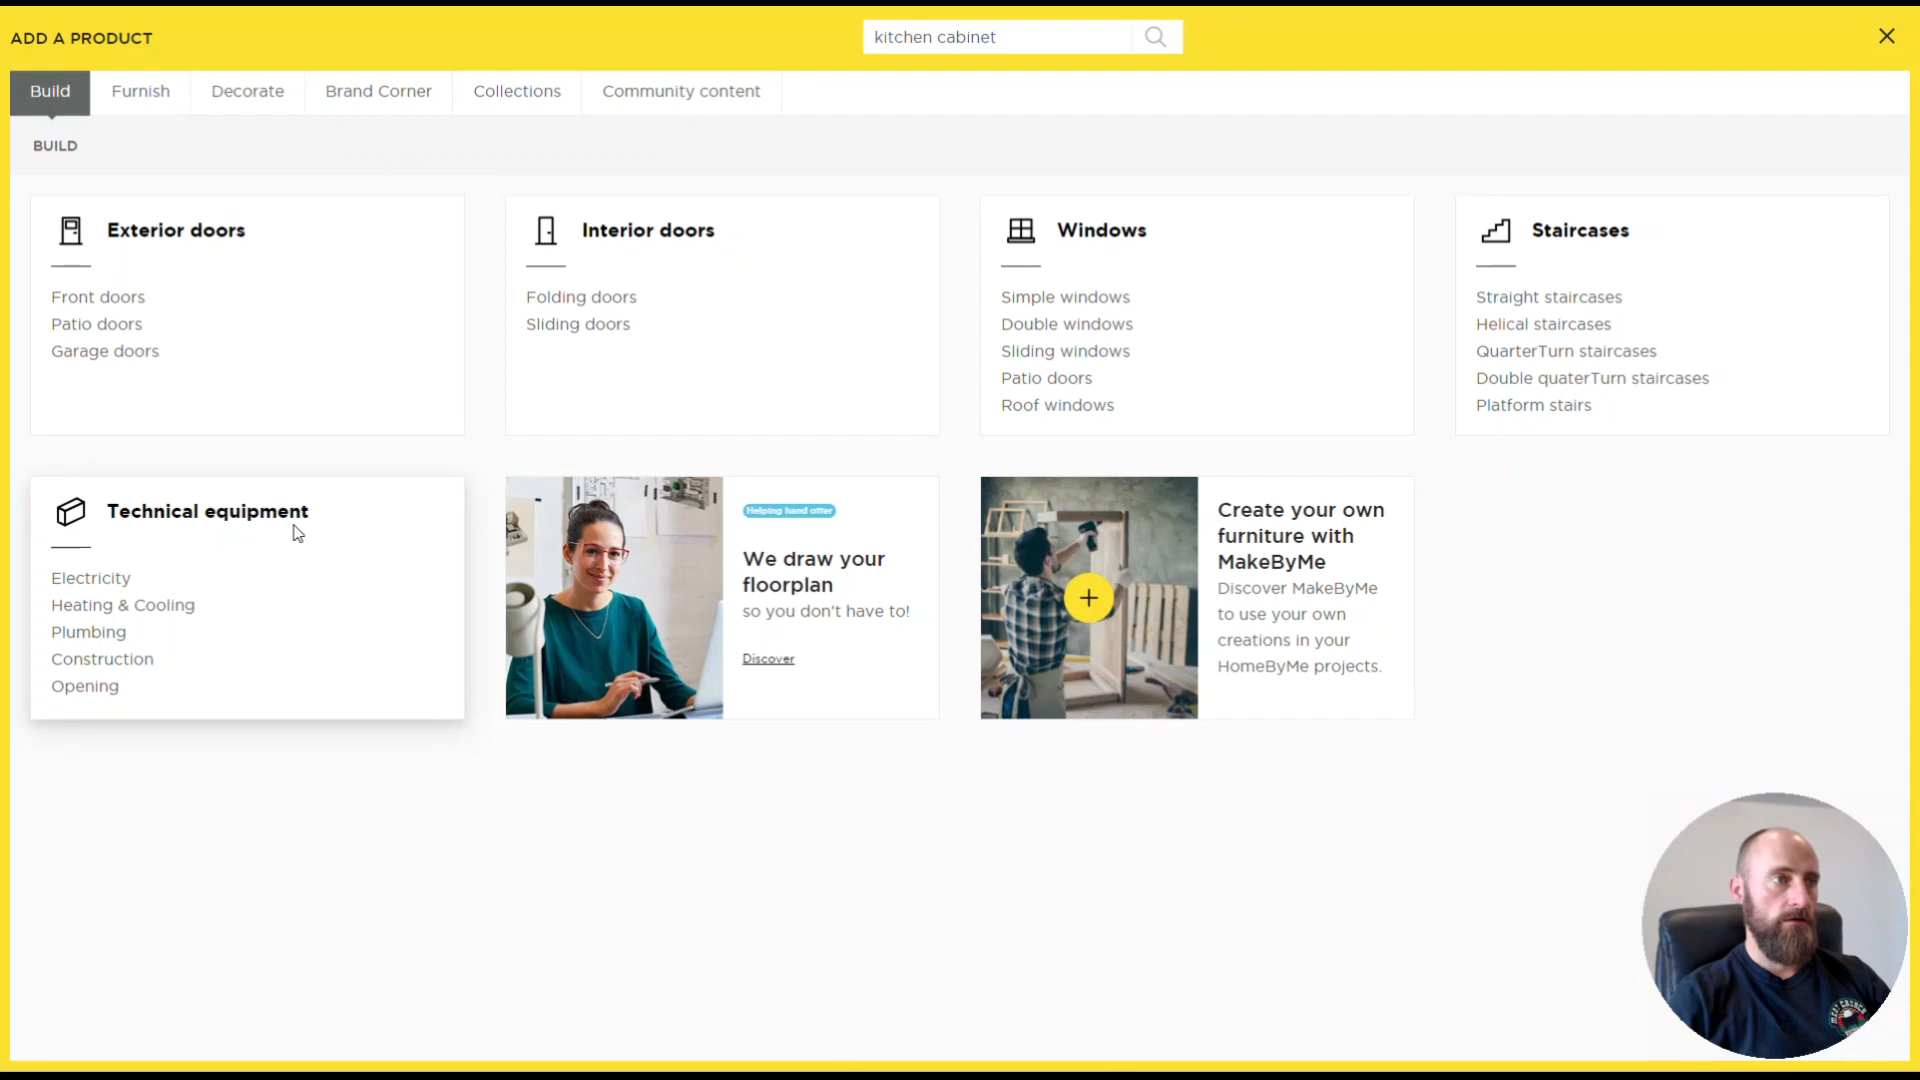 ADD A PRODUCT
kitchen cabinet
Build
Furnish
Decorate
Brand Corner
Collections
Community content
BUILD
Exterior doors
Front doors
Patio doors
Garage doors
Interior doors
Folding doors
Sliding doors
Windows
Simple windows
Double windows
Sliding windows
Patio doors
Roof windows
Staircases
Straight staircases
Helical staircases
QuarterTurn staircases
Double quaterTurn staircases
Platform stairs
Technical equipment
Electricity
Heating & Cooling
Plumbing
Construction
Opening
Helping hand offer
We draw your
floorplan
so you don't have to!
Discover
Create your own
furniture with
MakeByMe
Discover MakeByMe
to use your own
creations in your
HomeByMe projects.